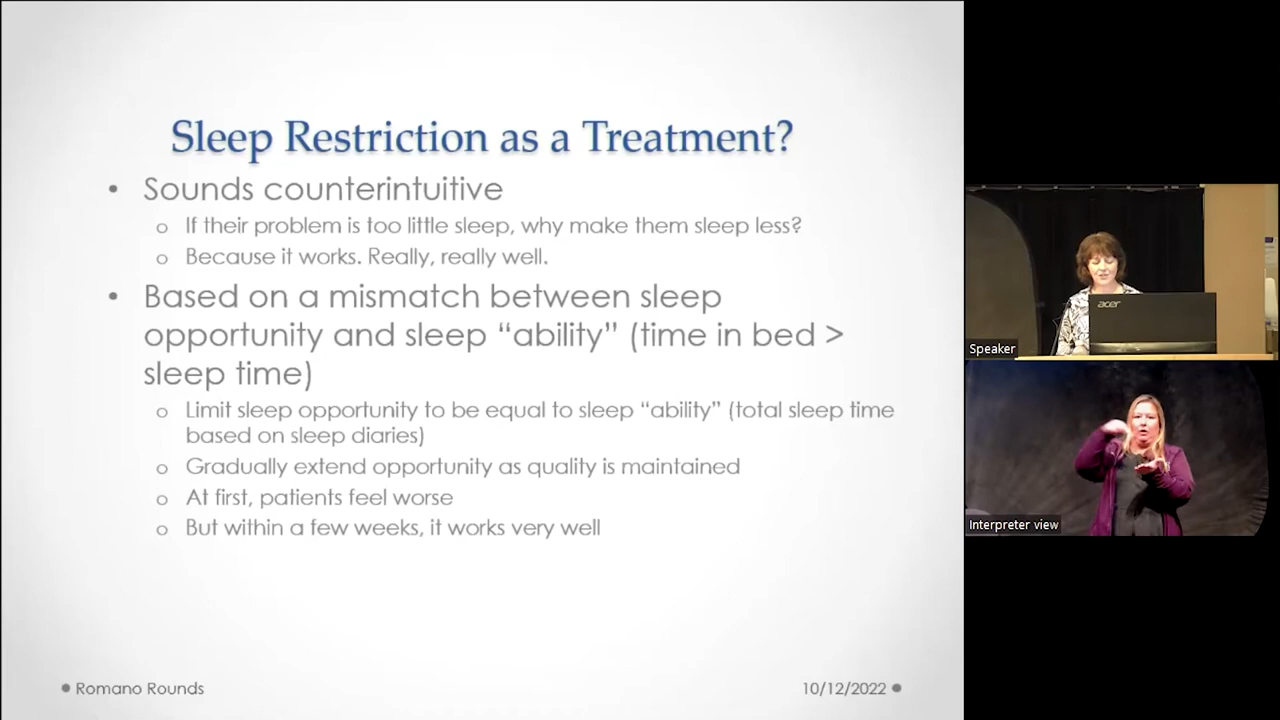 Sleep Restriction as a Treatment?
• Sounds counterintuitive
o If their problem is too little sleep, why make them sleep less?
o Because it works. Really, really well.
• Based on a mismatch between sleep
opportunity and sleep “ability” (time in bed >
sleep time)
o Limit sleep opportunity to be equal to sleep “ability” (total sleep time
based on sleep diaries)
o Gradually extend opportunity as quality is maintained
o At first, patients feel worse
o But within a few weeks, it works very well
• Romano Rounds
10/12/2022 •
acer
Speaker
Interpreter view